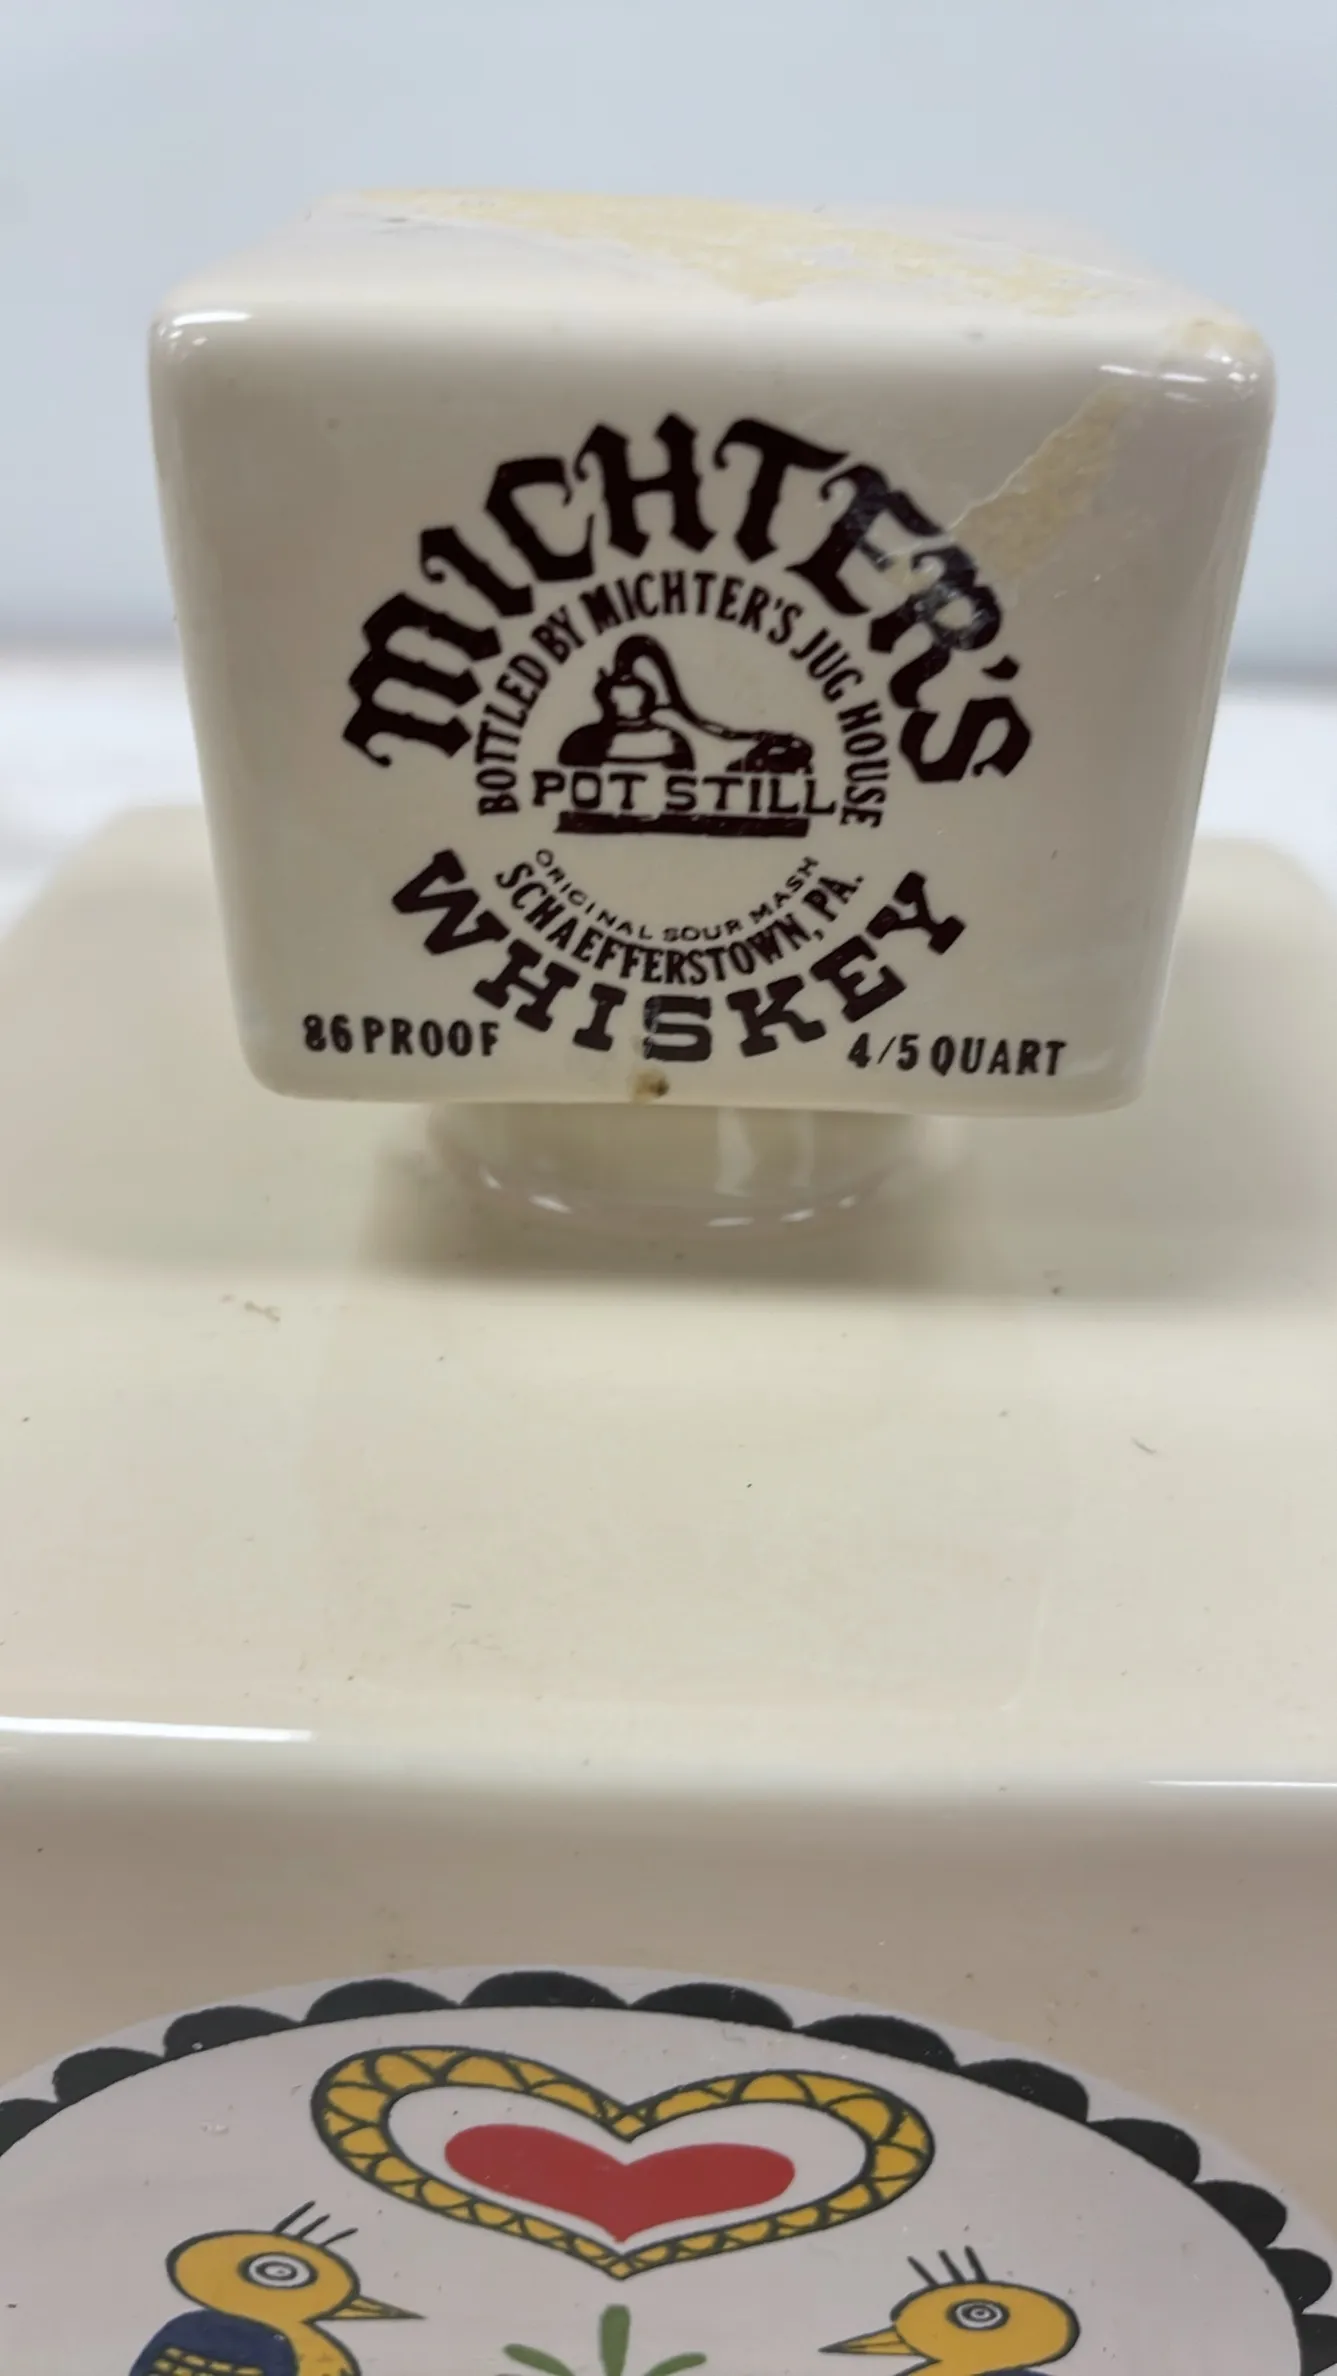 MICHTER'S
BOTTLED BY MICHTER'S JUG HOUSE
POT STILL
ORIGINAL SOUR MASH
SCHAEFFERSTOWN, PA.
WHISKEY
86 PROOF
4/5 QUART